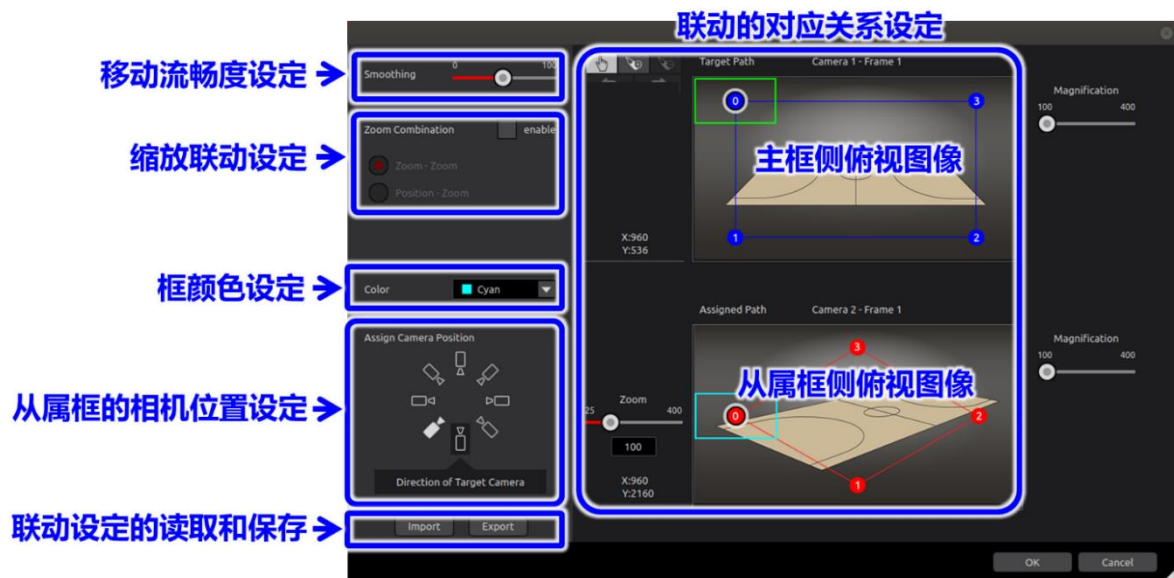 联动的对应关系设定
移动流畅度设定
Smoothing
0
100
Target Path
Camera 1 - Frame 1
Magnification
100
400
0
3
缩放联动设定
Zoom Combination
enable
Zoom - Zoom
Position - Zoom
主框侧俯视图像
X:960
Y:536
1
2
框颜色设定
Color
Cyan
Assigned Path
Camera 2 - Frame 1
Magnification
100
400
从属框的相机位置设定
Assign Camera Position
Direction of Target Camera
Zoom
25
400
100
X:960
Y:2160
3
从属框侧俯视图像
0
2
1
联动设定的读取和保存
Import
Export
OK
Cancel